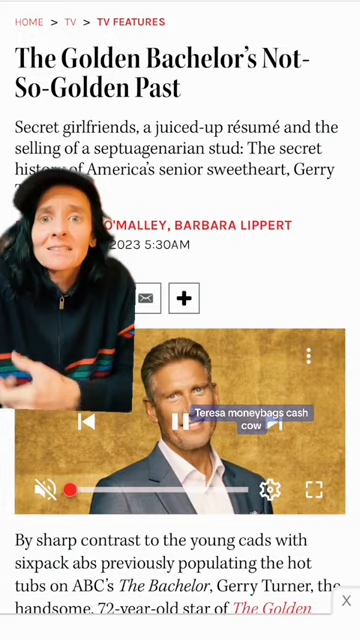 HOME > TV > TV FEATURES
The Golden Bachelor's Not-
So-Golden Past
Secret girlfriends, a juiced-up résumé and the
selling of a septuagenarian stud: The secret
history of America's senior sweetheart, Gerry
O'MALLEY, BARBARA LIPPERT
2023 5:30AM
Teresa moneybags cash
cow
By sharp contrast to the young cads with
sixpack abs previously populating the hot
tubs on ABC's The Bachelor, Gerry Turner, the
handsome, 72-year-old star of The Golden
X